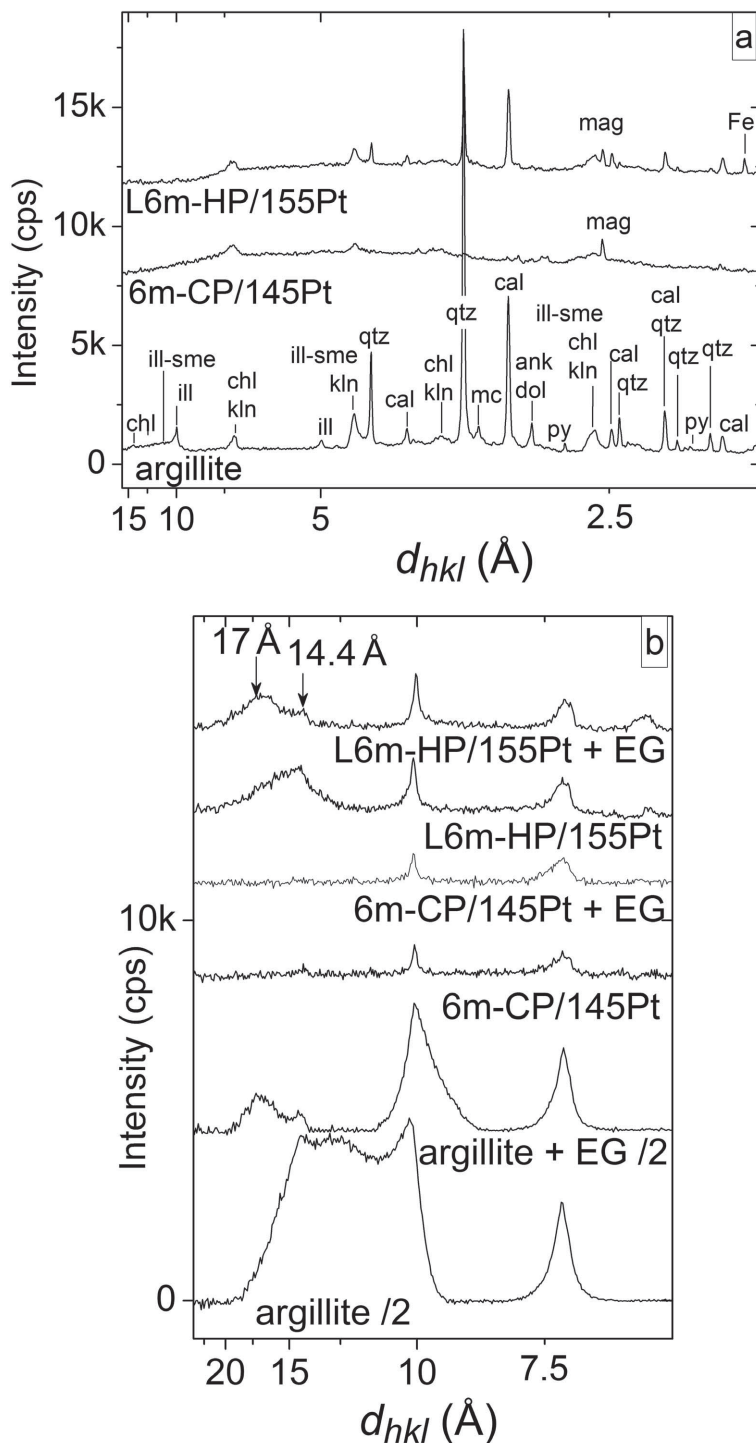 a
15k
10k
5k
0
Intensity (cps)
mag
Fe
L6m-HP/155Pt
mag
6m-CP/145Pt
chl
ill-sme
ill
chl
kln
ill
ill-sme
kln
qtz
cal
chl
kln
qtz
mc
cal
ank
dol
py
ill-sme
chl
kln
cal
qtz
cal
qtz
qtz
py
qtz
cal
argillite
15
10
5
2.5
dhkl (Å)
b
17 Å
14.4 Å
L6m-HP/155Pt + EG
L6m-HP/155Pt
6m-CP/145Pt + EG
6m-CP/145Pt
argillite + EG /2
argillite /2
10k
0
Intensity (cps)
20
15
10
7.5
dhkl (Å)